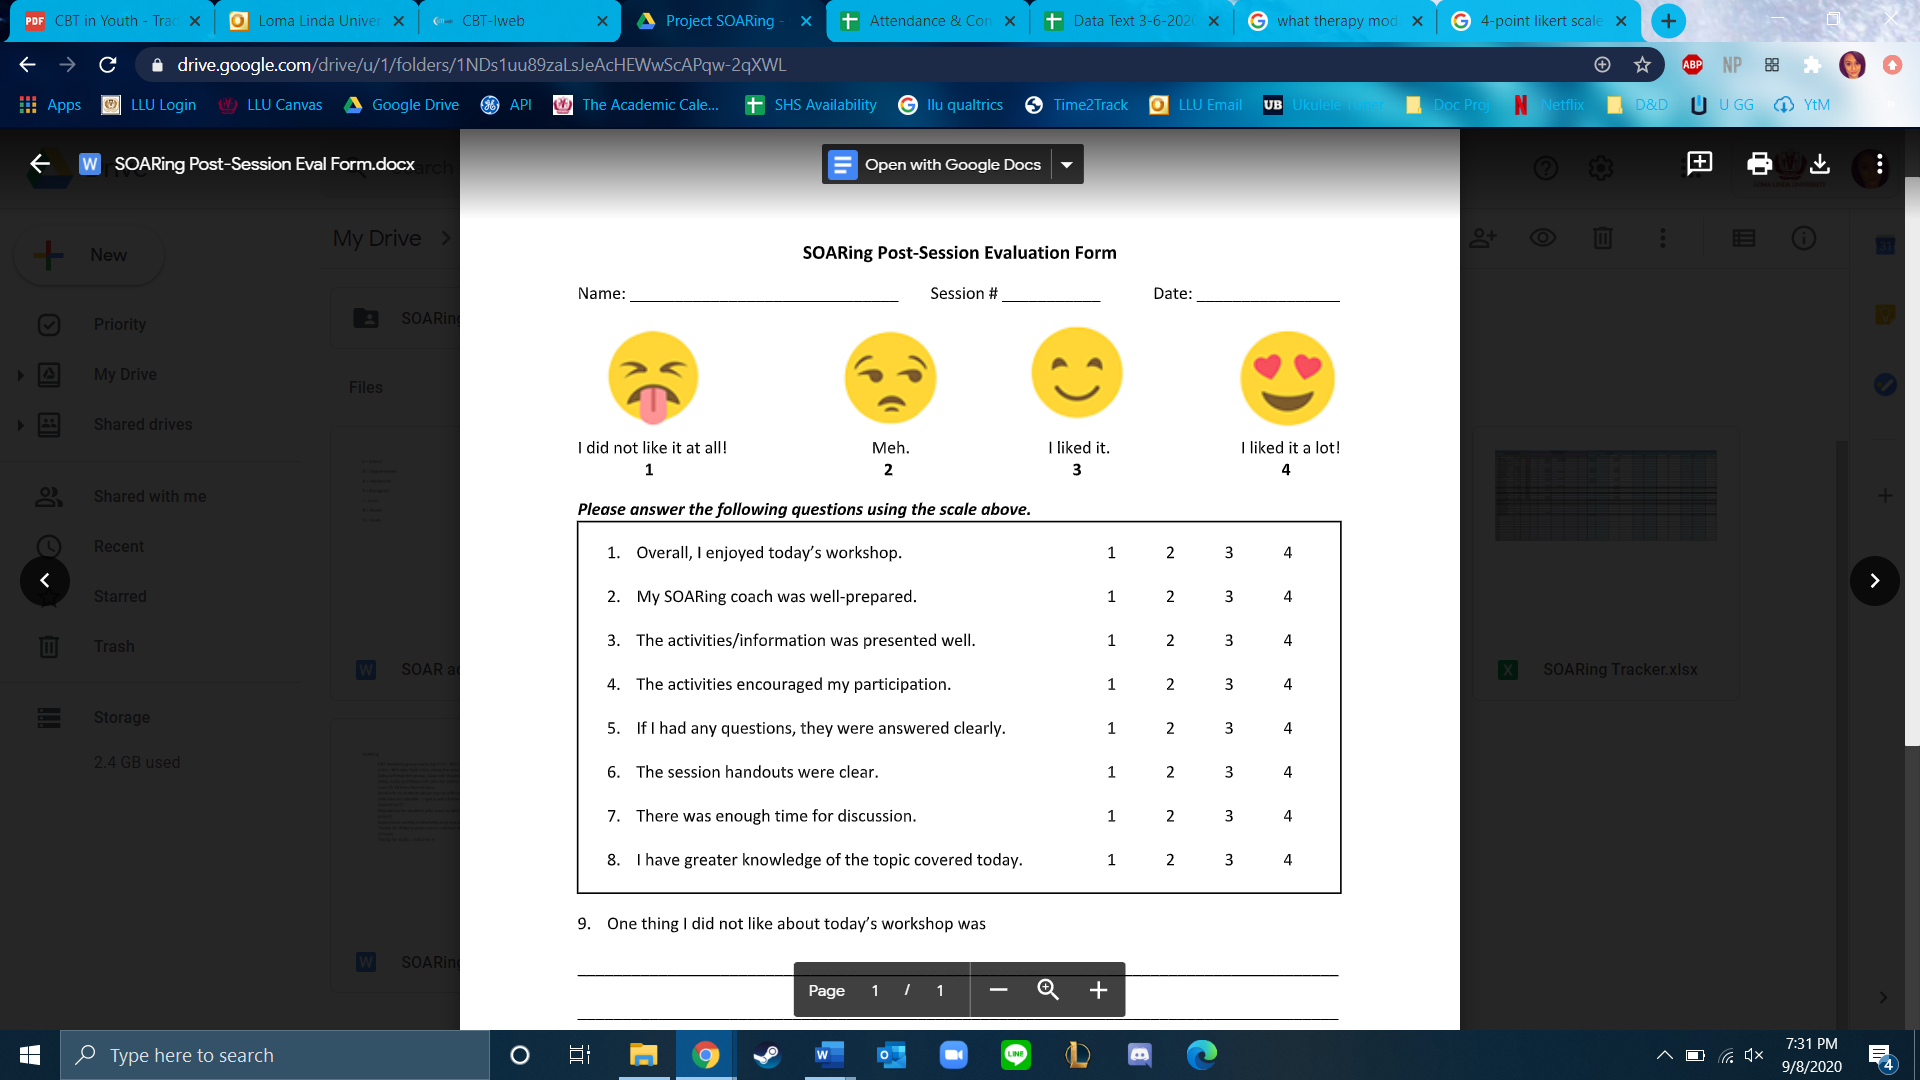 CBT in Youth - Trac
Loma Linda Univer
CBT-Iweb
Project SOARing -
Attendance & Con
Data Text 3-6-2020
what therapy mod
4-point likert scale
drive.google.com/drive/u/1/folders/1NDs1uu89zaLsJeAcHEWwScAPqw-2qXWL
Apps LLU Login LLU Canvas Google Drive API The Academic Cale... SHS Availability llu qualtrics Time2Track LLU Email Ukulele Tuner Doc Proj Netflix D&D U GG YtM
W SOARing Post-Session Eval Form.docx
Open with Google Docs
New
My Drive
Priority
My Drive
Shared drives
Shared with me
Recent
Starred
Trash
Storage
2.4 GB used
SOARing
Files
SOAR a
SOARing
SOARing Tracker.xlsx
SOARing Post-Session Evaluation Form
Name: Session # Date:
I did not like it at all! Meh. I liked it. I liked it a lot!
1 2 3 4
Please answer the following questions using the scale above.
1. Overall, I enjoyed today's workshop. 1 2 3 4
2. My SOARing coach was well-prepared. 1 2 3 4
3. The activities/information was presented well. 1 2 3 4
4. The activities encouraged my participation. 1 2 3 4
5. If I had any questions, they were answered clearly. 1 2 3 4
6. The session handouts were clear. 1 2 3 4
7. There was enough time for discussion. 1 2 3 4
8. I have greater knowledge of the topic covered today. 1 2 3 4
9. One thing I did not like about today's workshop was
Page 1 / 1
Type here to search
7:31 PM
9/8/2020
4